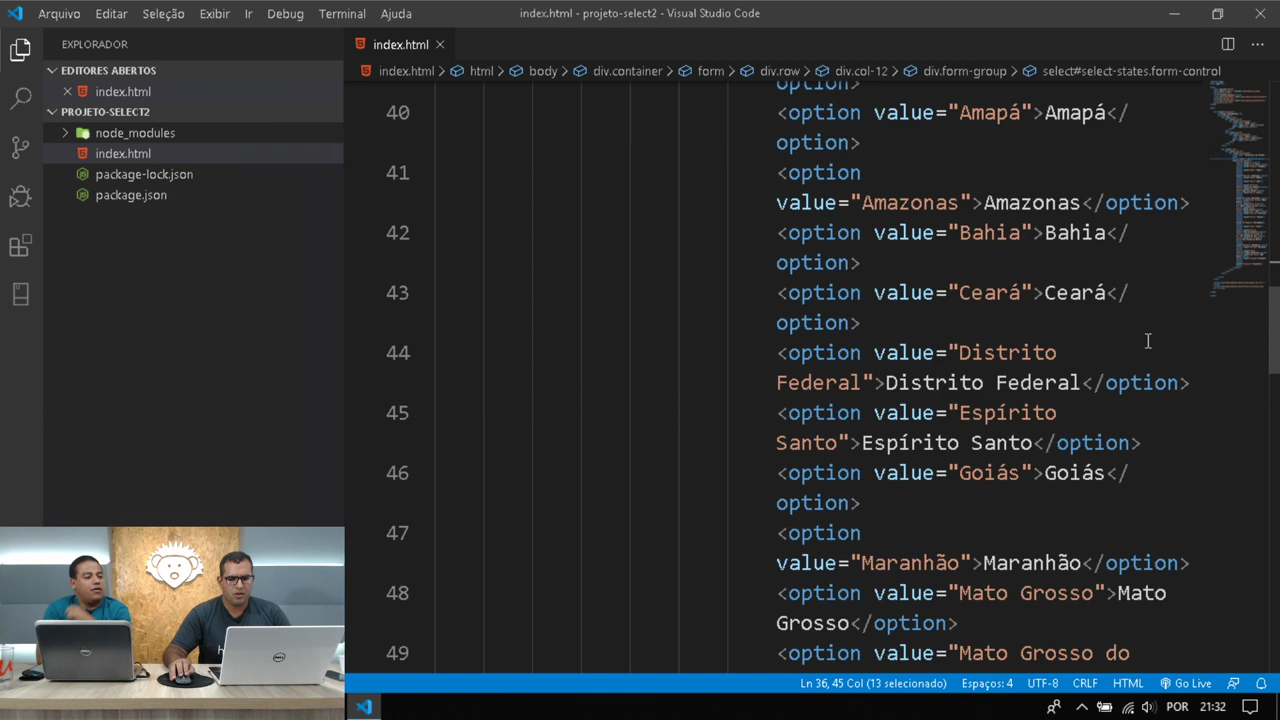 Arquivo Editar Seleção Exibir Ir Debug Terminal Ajuda index.html - projeto-select2 - Visual Studio Code
EXPLORADOR
EDITORES ABERTOS
index.html
PROJETO-SELECT2
node_modules
index.html
package-lock.json
package.json
index.html
index.html > html > body > div.container > form > div.row > div.col-12 > div.form-group > select#select-states.form-control
option>
40 <option value="Amapá">Amapá</
option>
41 <option
value="Amazonas">Amazonas</option>
42 <option value="Bahia">Bahia</
option>
43 <option value="Ceará">Ceará</
option>
44 <option value="Distrito
Federal">Distrito Federal</option>
45 <option value="Espírito
Santo">Espírito Santo</option>
46 <option value="Goiás">Goiás</
option>
47 <option
value="Maranhão">Maranhão</option>
48 <option value="Mato Grosso">Mato
Grosso</option>
49 <option value="Mato Grosso do
Ln 36, 45 Col (13 selecionado) Espaços: 4 UTF-8 CRLF HTML Go Live
POR 21:32